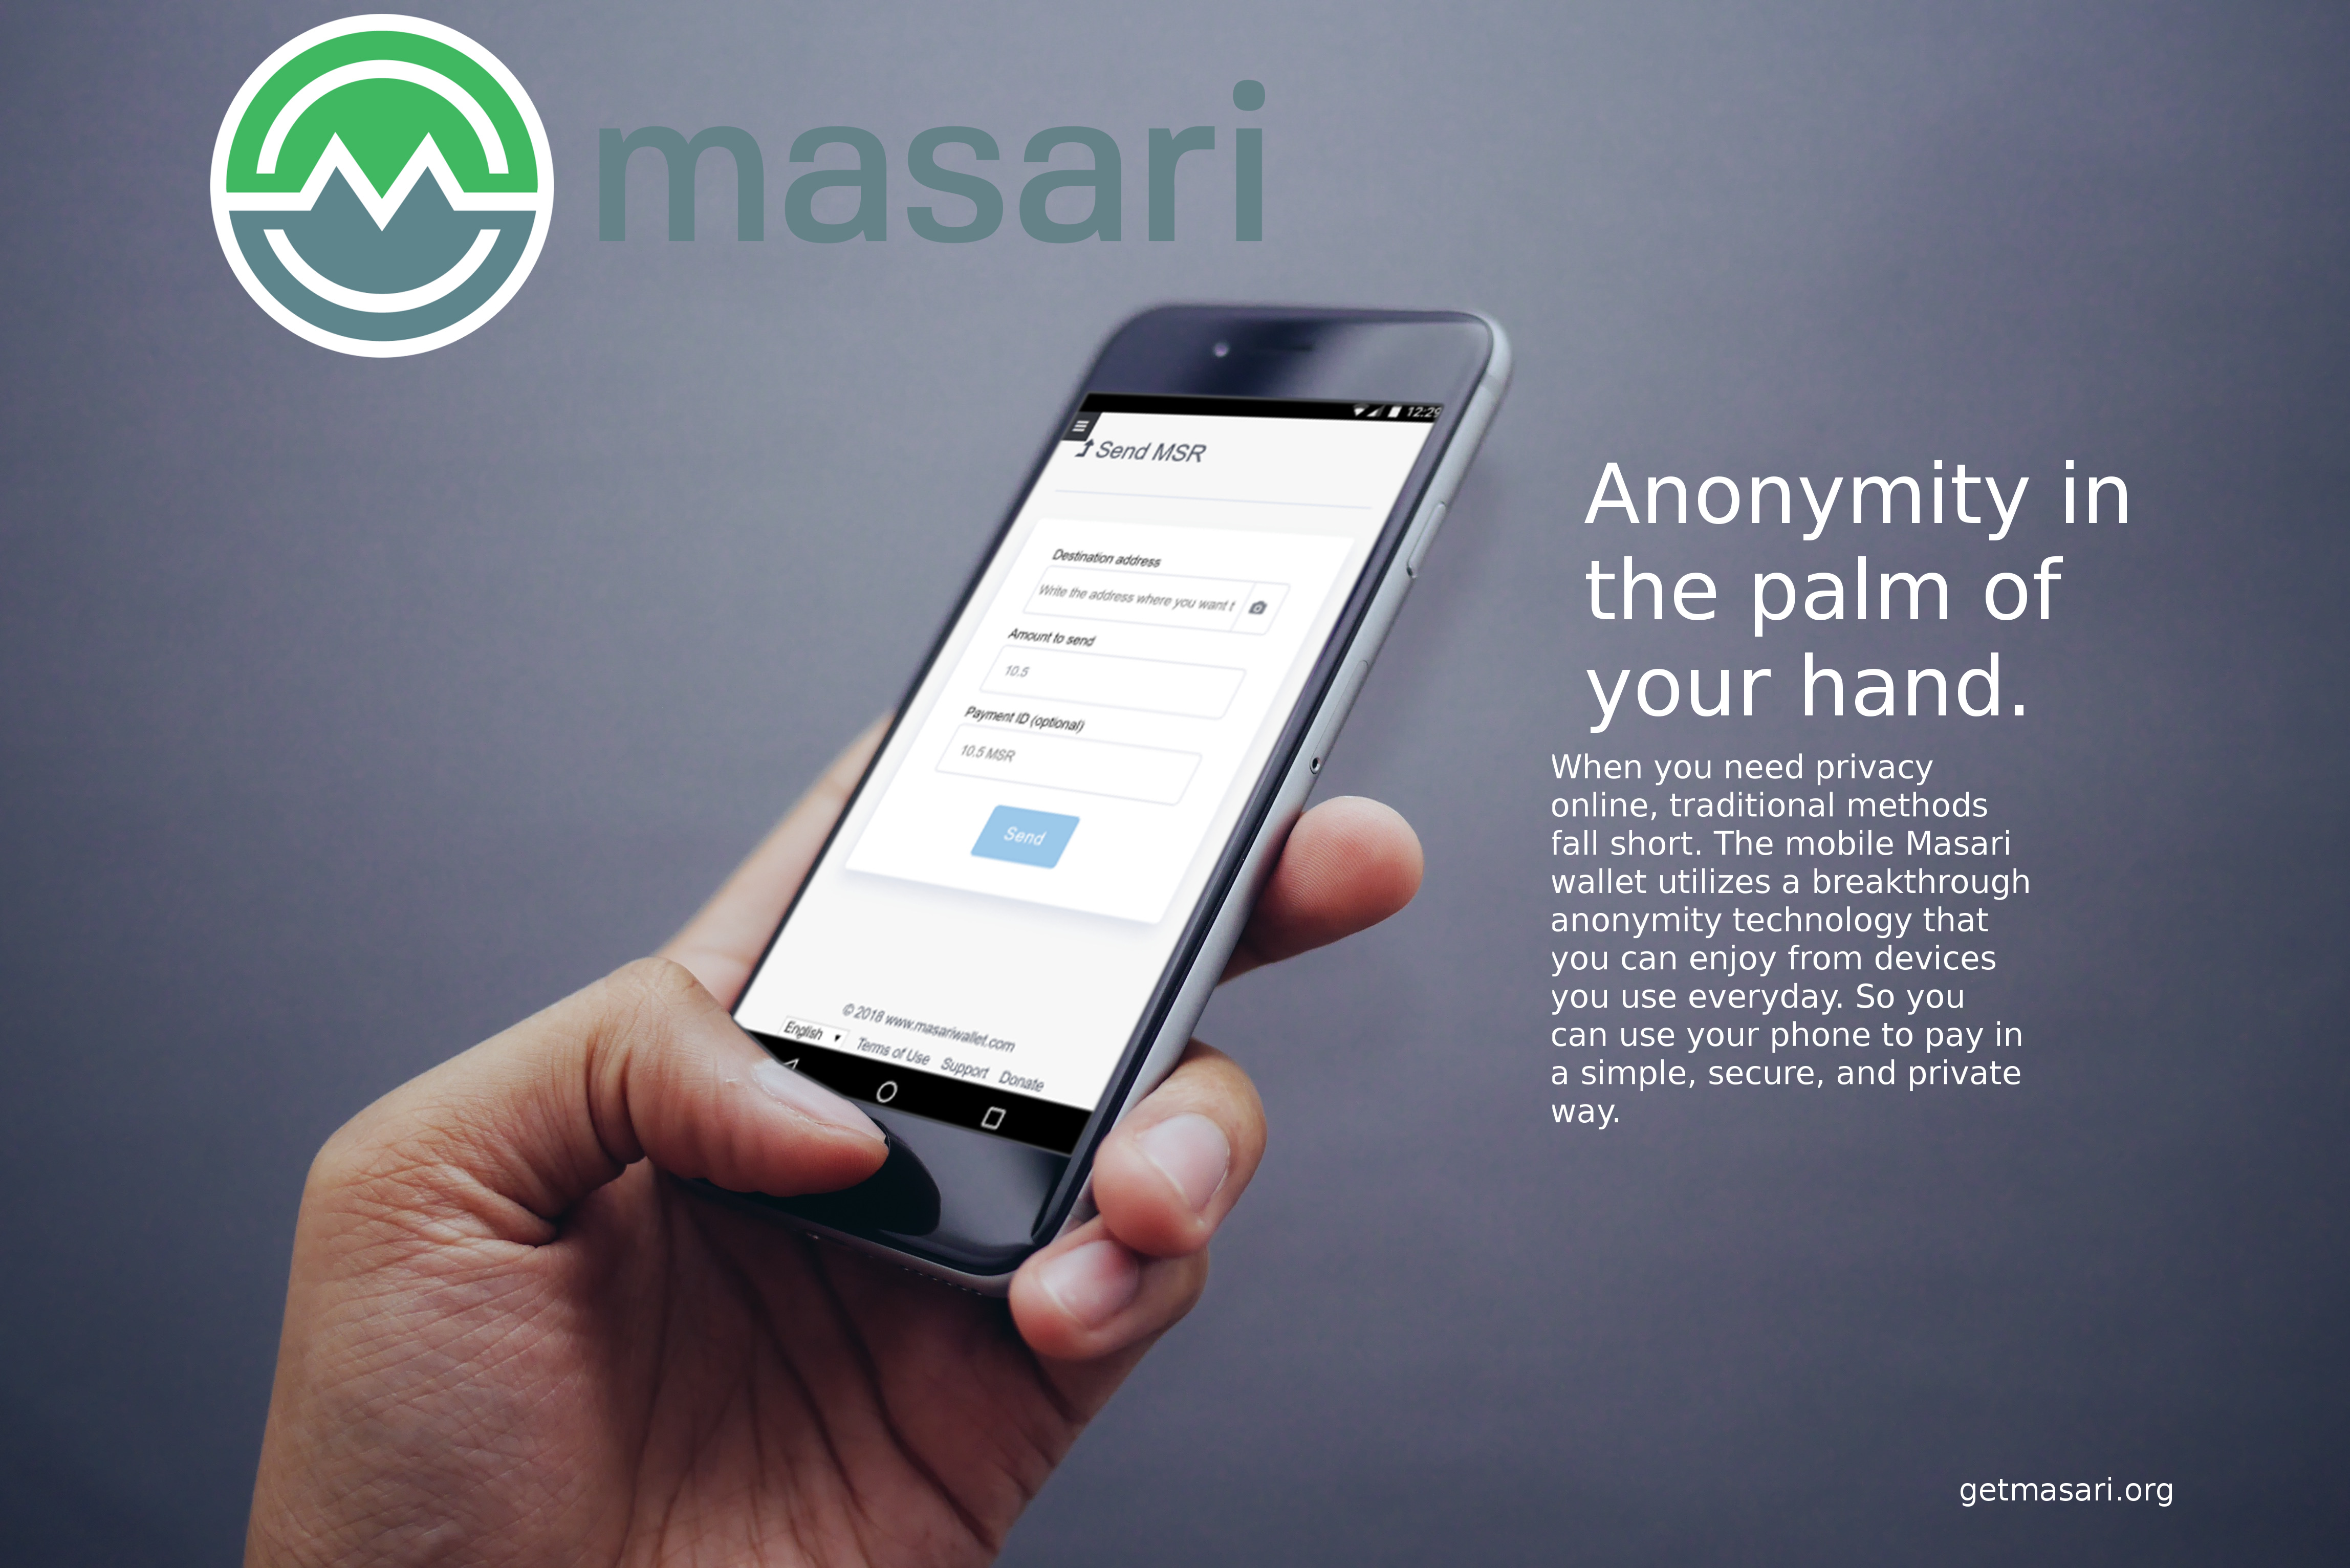 masari
12:29
Send MSR
Destination address
Write the address where you want t
Amount to send
10.5
Payment ID (optional)
10.5 MSR
Send
© 2018 www.masariwallet.com
English
Terms of Use Support Donate
Anonymity in
the palm of
your hand.
When you need privacy
online, traditional methods
fall short. The mobile Masari
wallet utilizes a breakthrough
anonymity technology that
you can enjoy from devices
you use everyday. So you
can use your phone to pay in
a simple, secure, and private
way.
getmasari.org